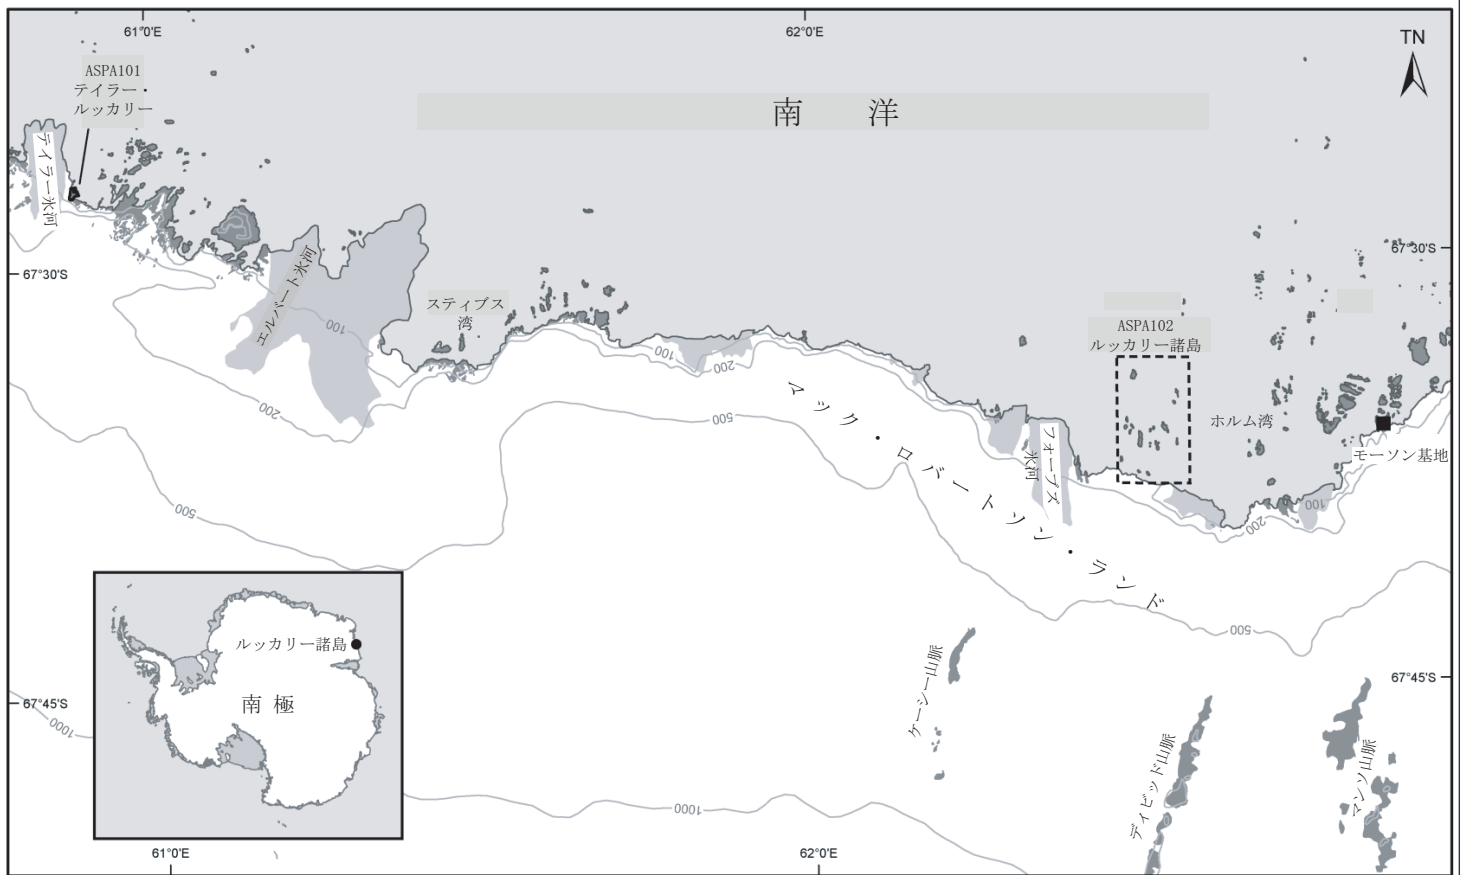 61°0'E
62°0'E
TN
ASPA101
テイラー・
ルッカリー
南 洋
テイラー氷河
67°30'S
67°30'S
エルバート氷河
スティブス
湾
ASPA102
ルッカリー諸島
ホルム湾
モーソン基地
フォーブズ
氷河
マック・ロバートソン・ランド
100
200
100
200
500
500
100
200
500
1000
1000
ルッカリー諸島
南 極
ケーシー山脈
ディビッド山脈
マソン山脈
67°45'S
67°45'S
61°0'E
62°0'E